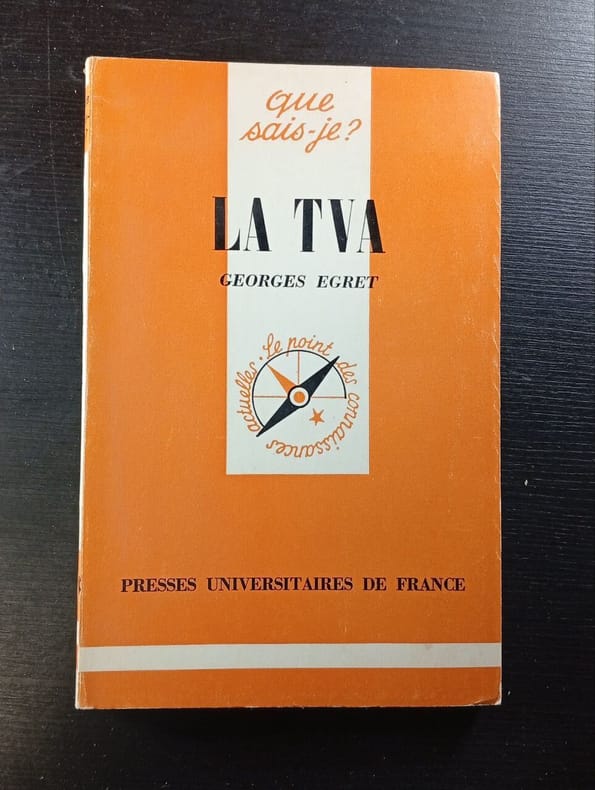 que
sais-je?
LA TVA
GEORGES EGRET
Le point des connaissances actuelles.
PRESSES UNIVERSITAIRES DE FRANCE